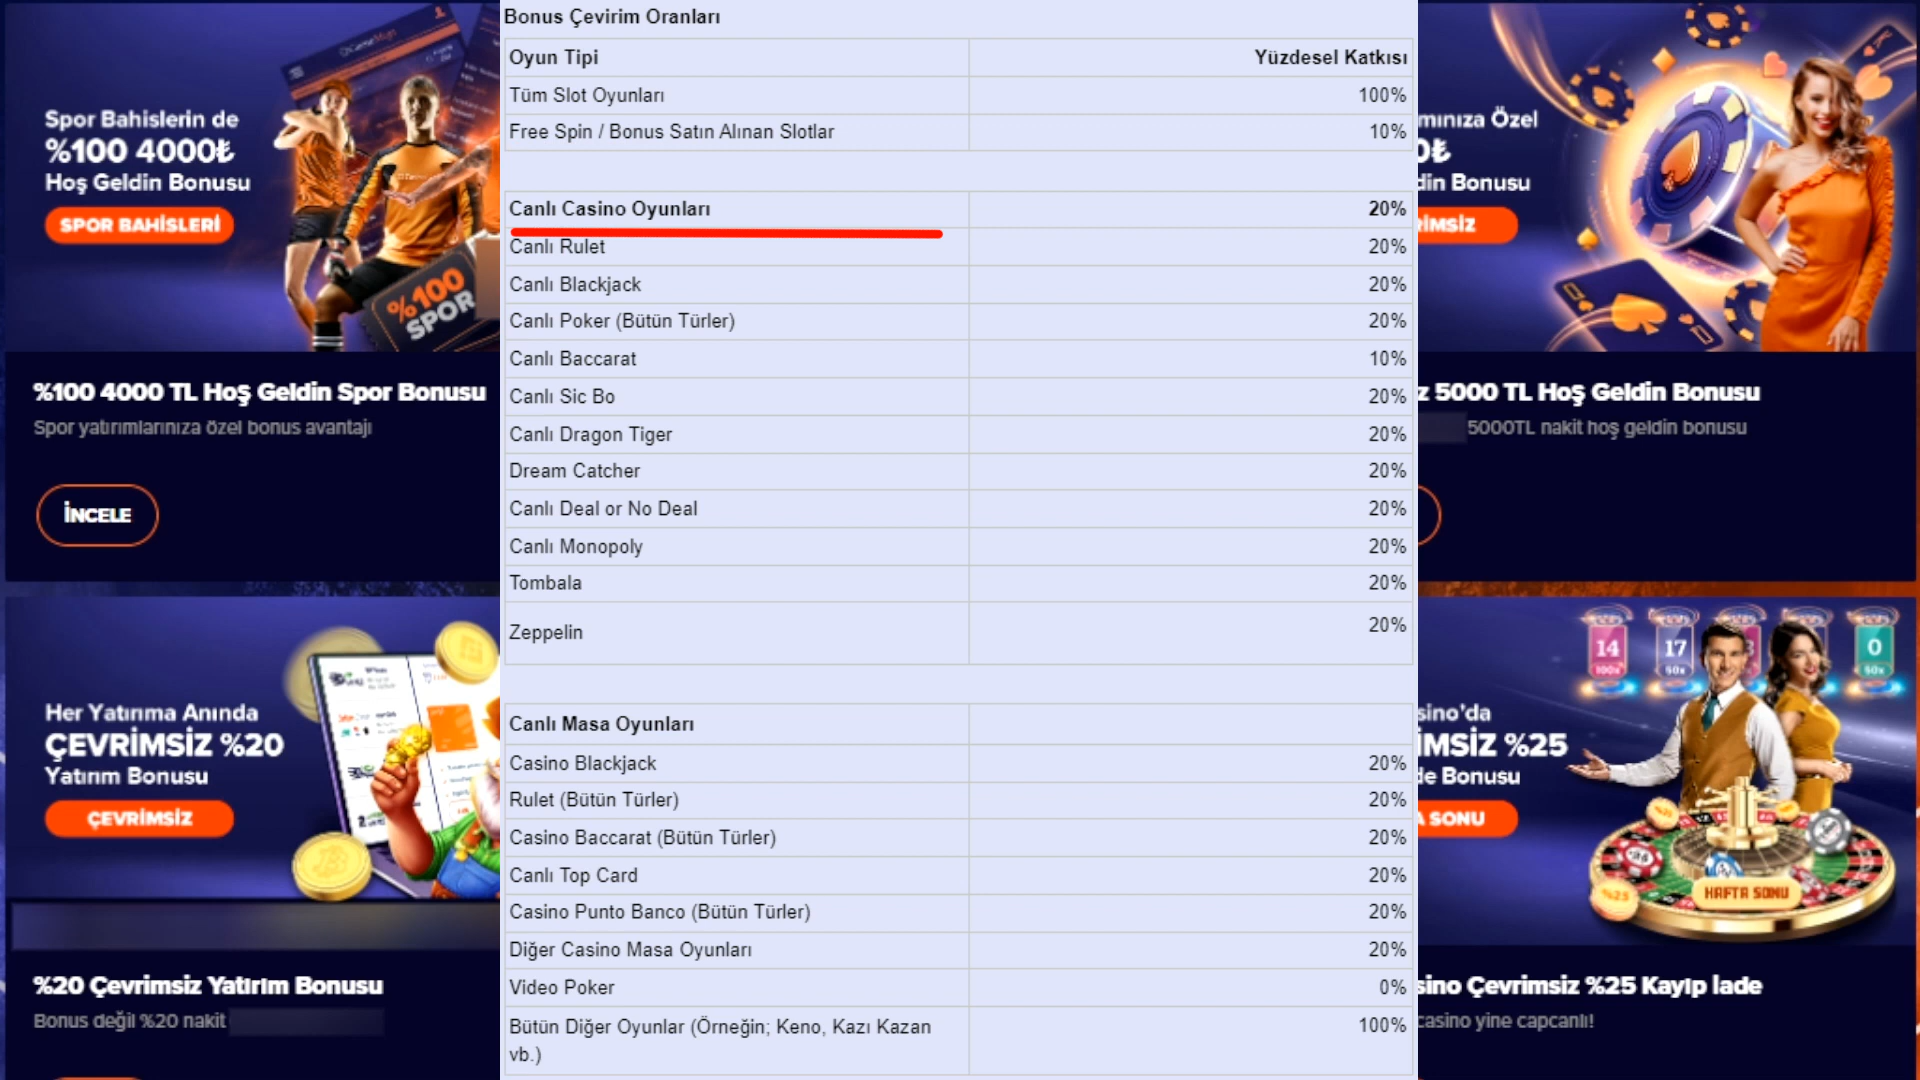 Spor Bahislerin de
%100 4000₺
Hoş Geldin Bonusu
SPOR BAHİSLERİ
%100
SPOR
%100 4000 TL Hoş Geldin Spor Bonusu
Spor yatırımlarınıza özel bonus avantajı
İNCELE
Her Yatırıma Anında
ÇEVRİMSİZ %20
Yatırım Bonusu
ÇEVRİMSİZ
%20 Çevrimsiz Yatırım Bonusu
Bonus değil %20 nakit
Bonus Çevirim Oranları
Oyun Tipi Yüzdesel Katkısı
Tüm Slot Oyunları 100%
Free Spin / Bonus Satın Alınan Slotlar 10%
Canlı Casino Oyunları 20%
Canlı Rulet 20%
Canlı Blackjack 20%
Canlı Poker (Bütün Türler) 20%
Canlı Baccarat 10%
Canlı Sic Bo 20%
Canlı Dragon Tiger 20%
Dream Catcher 20%
Canlı Deal or No Deal 20%
Canlı Monopoly 20%
Tombala 20%
Zeppelin 20%
Canlı Masa Oyunları
Casino Blackjack 20%
Rulet (Bütün Türler) 20%
Casino Baccarat (Bütün Türler) 20%
Canlı Top Card 20%
Casino Punto Banco (Bütün Türler) 20%
Diğer Casino Masa Oyunları 20%
Video Poker 0%
Bütün Diğer Oyunlar (Örneğin; Keno, Kazı Kazan 100%
vb.)
mınıza Özel
0₺
din Bonusu
RİMSİZ
z 5000 TL Hoş Geldin Bonusu
5000TL nakit hoş geldin bonusu
14
100x
17
50x
0
50x
sino'da
İMSİZ %25
de Bonusu
A SONU
%25
HAFTA SONU
sino Çevrimsiz %25 Kayıp İade
casino yine capcanlı!